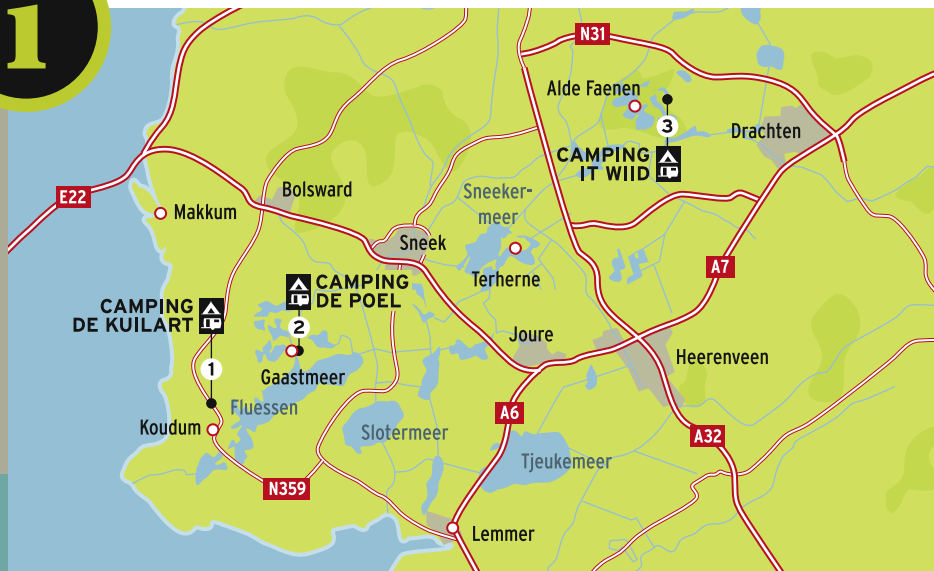 1
N31
Alde Faenen
3
Drachten
CAMPING
IT WIID
E22
Makkum
Bolsward
Sneeker-
meer
Sneek
Terherne
A7
CAMPING
DE POEL
2
CAMPING
DE KUILART
1
Gaastmeer
Joure
Heerenveen
Fluessen
Koudum
Slotermeer
A6
A32
Tjeukemeer
N359
Lemmer